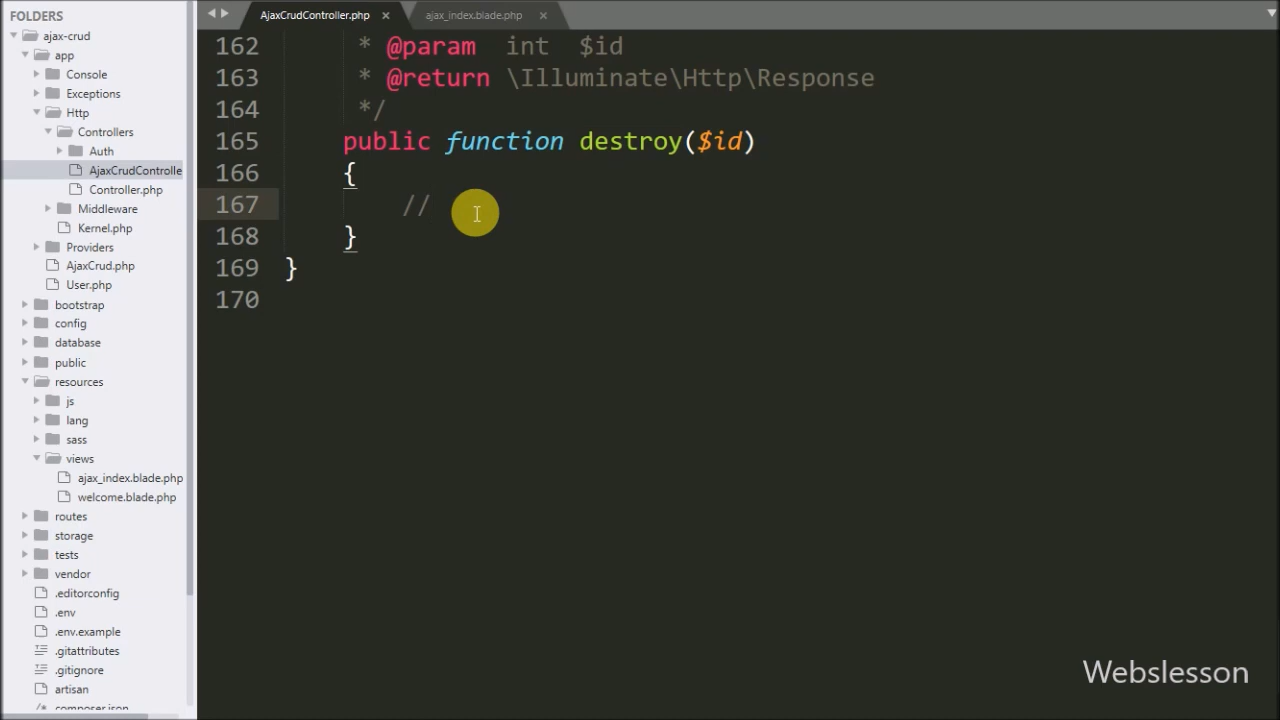 FOLDERS
ajax-crud
app
Console
Exceptions
Http
Controllers
Auth
AjaxCrudControlle
Controller.php
Middleware
Kernel.php
Providers
AjaxCrud.php
User.php
bootstrap
config
database
public
resources
js
lang
sass
views
ajax_index.blade.php
welcome.blade.php
routes
storage
tests
vendor
.editorconfig
.env
.env.example
.gitattributes
.gitignore
artisan
composer.json
AjaxCrudController.php × ajax_index.blade.php ×
162 * @param int $id
163 * @return \Illuminate\Http\Response
164 */
165 public function destroy($id)
166 {
167 //
168 }
169 }
170
Webslesson